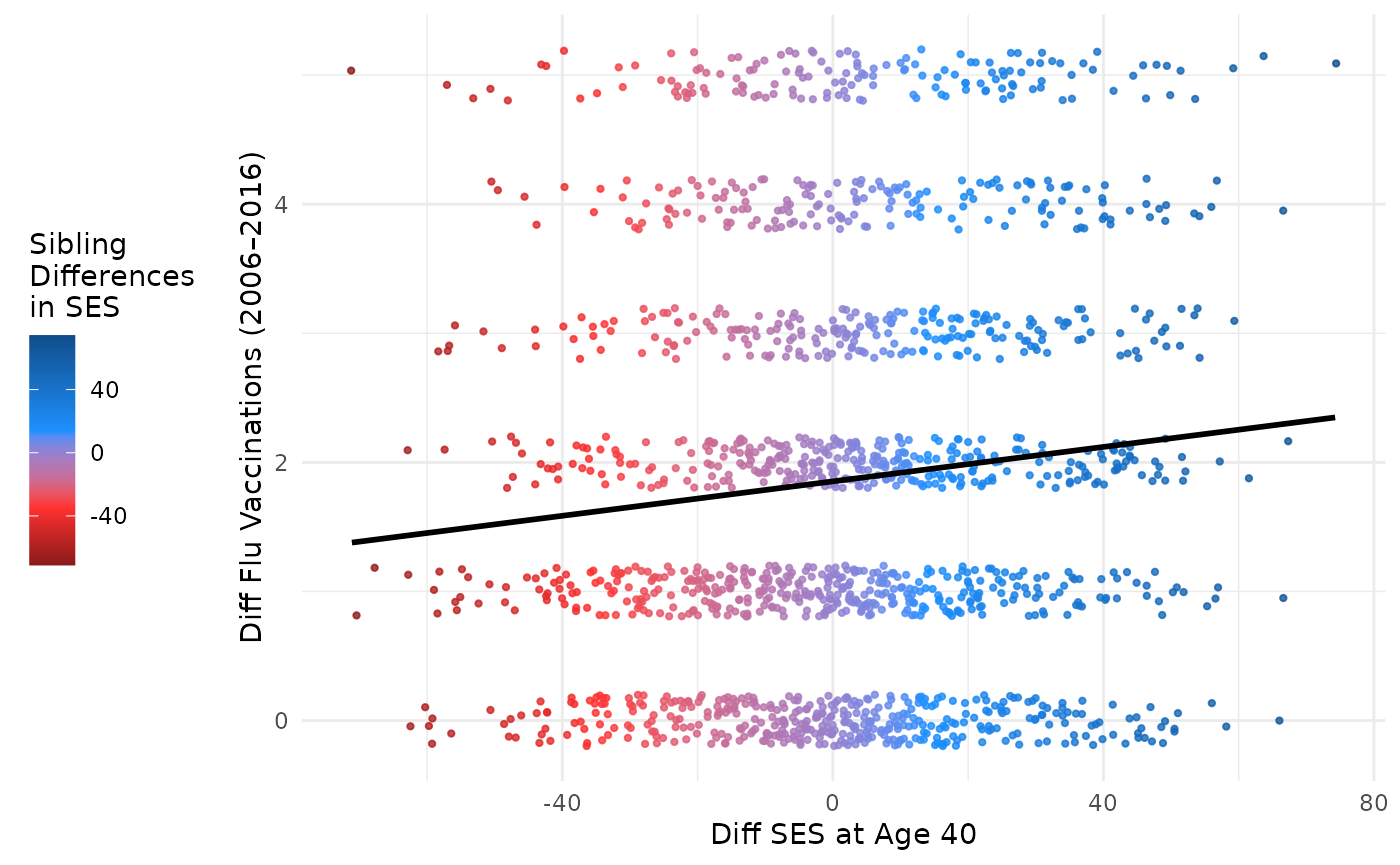 Sibling
Differences
in SES
40
0
-40
Diff Flu Vaccinations (2006–2016)
4
2
0
-40
0
40
80
Diff SES at Age 40